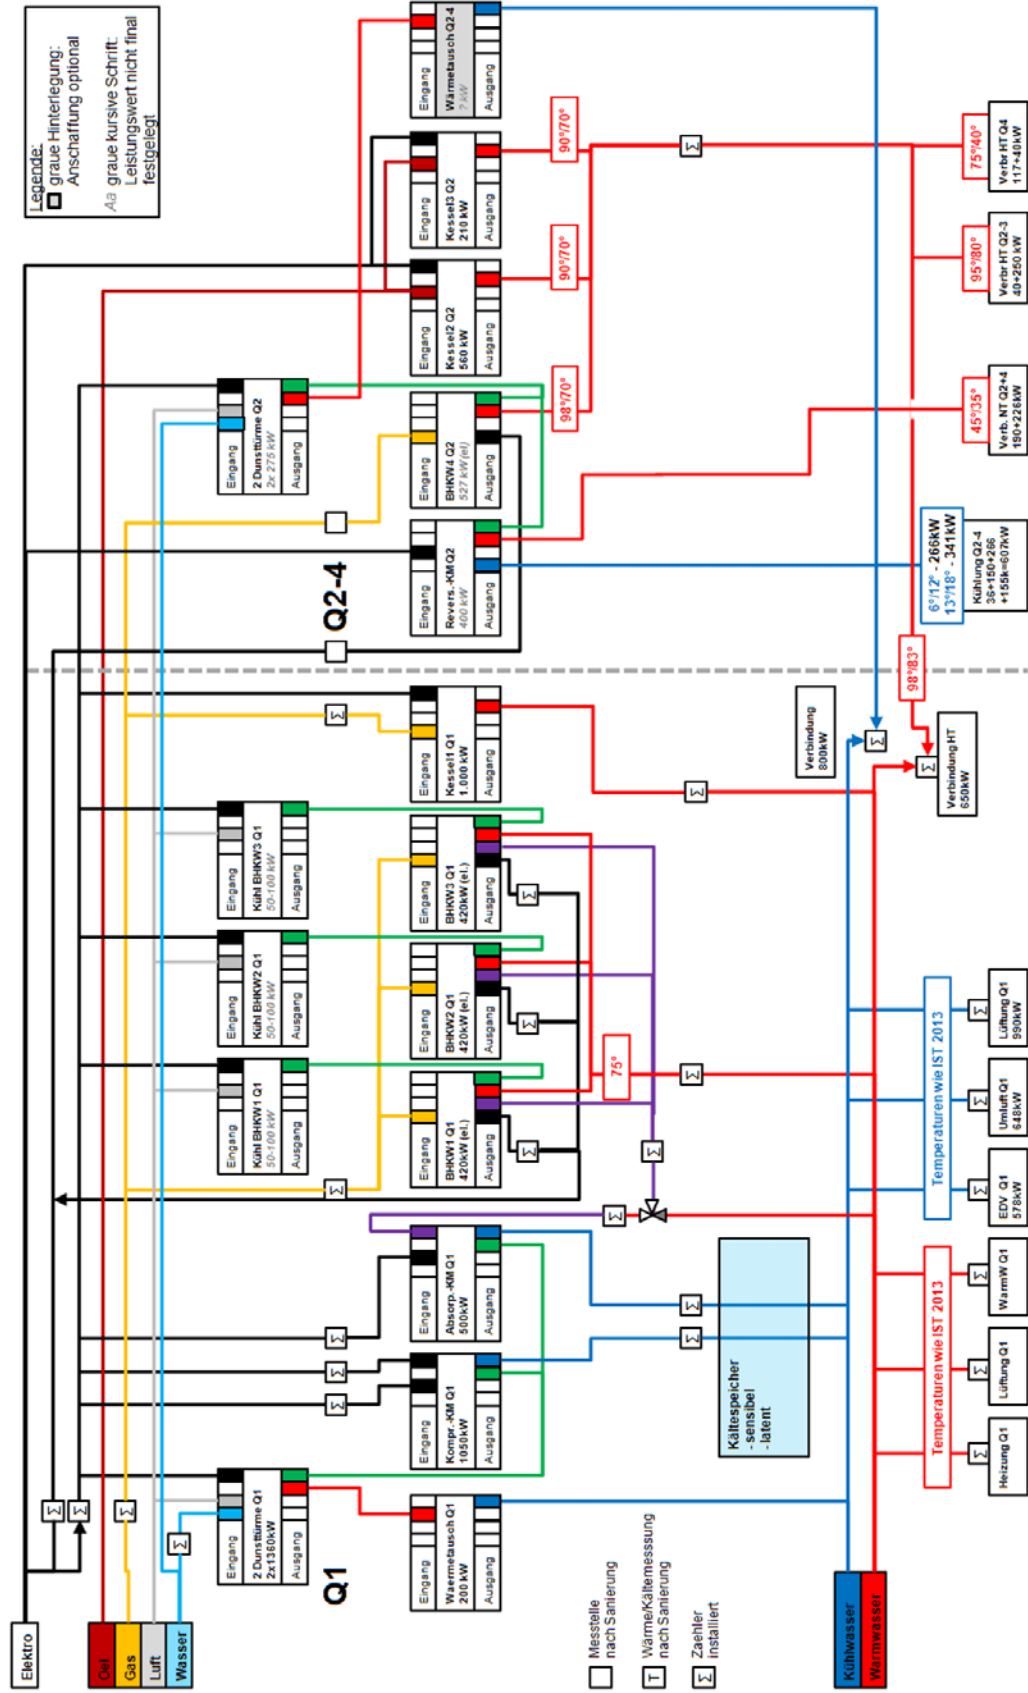 Elektro
Oel
Gas
Luft
Wasser
Σ
Σ
Σ
Σ
Legende:
graue Hinterlegung:
Anschaffung optional
Aa graue kursive Schrift:
Leistungswert nicht final
festgelegt
Eingang
2 Dunsttürme Q1
2x1360kW
Ausgang
Eingang
Kühl BHKW1 Q1
50-100 kW
Ausgang
Eingang
Kühl BHKW2 Q1
50-100 kW
Ausgang
Eingang
Kühl BHKW3 Q1
50-100 kW
Ausgang
Eingang
2 Dunsttürme Q2
2x 275 kW
Ausgang
Q1
Σ
Σ
Σ
Σ
Σ
Q2-4
Eingang
Waermetausch Q1
200 kW
Ausgang
Eingang
Kompr.-KM Q1
1050kW
Ausgang
Eingang
Absorp.-KM Q1
500kW
Ausgang
Eingang
BHKW1 Q1
420kW (el.)
Ausgang
Eingang
BHKW2 Q1
420kW (el.)
Ausgang
Eingang
BHKW3 Q1
420kW (el.)
Ausgang
Eingang
Kessel1 Q1
1.000 kW
Ausgang
Eingang
Revers.-KM Q2
400 kW
Ausgang
Eingang
BHKW4 Q2
527 kW (el)
Ausgang
Eingang
Kessel2 Q2
560 kW
Ausgang
Eingang
Kessel3 Q2
210 kW
Ausgang
Eingang
Wärmetausch Q2-4
? kW
Ausgang
Σ
Σ
Σ
98°/70°
90°/70°
90°/70°
75°
Σ
Σ
Σ
Σ
Σ
Σ
Σ
Messtelle
nach Sanierung
T
Wärme/Kältemesssung
nach Sanierung
Σ
Zaehler
installiert
Kältespeicher
- sensibel
- latent
Verbindung
800kW
Σ
Kühlwasser
Warmwasser
Σ
98°/83°
Verbindung HT
650kW
Temperaturen wie IST 2013
Temperaturen wie IST 2013
6°/12° - 266kW
13°/18° - 341kW
45°/35°
95°/80°
75°/40°
Σ
Σ
Σ
Σ
Σ
Σ
Heizung Q1
Lüftung Q1
WarmW Q1
EDV Q1
578kW
Umluft Q1
648kW
Lüftung Q1
990kW
Kühlung Q2-4
36+150+266
+155k=607kW
Verb. NT Q2+4
190+226kW
Verbr HT Q2-3
40+250 kW
Verbr HT Q4
117+40kW